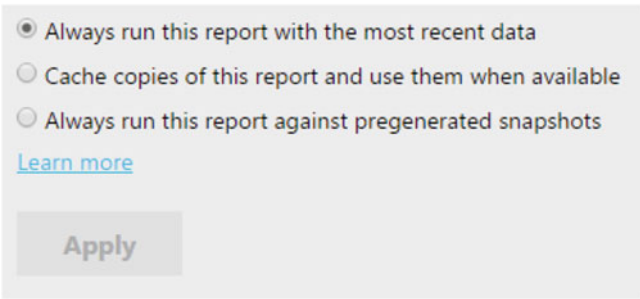 Always run this report with the most recent data
Cache copies of this report and use them when available
Always run this report against pregenerated snapshots
Learn more
Apply